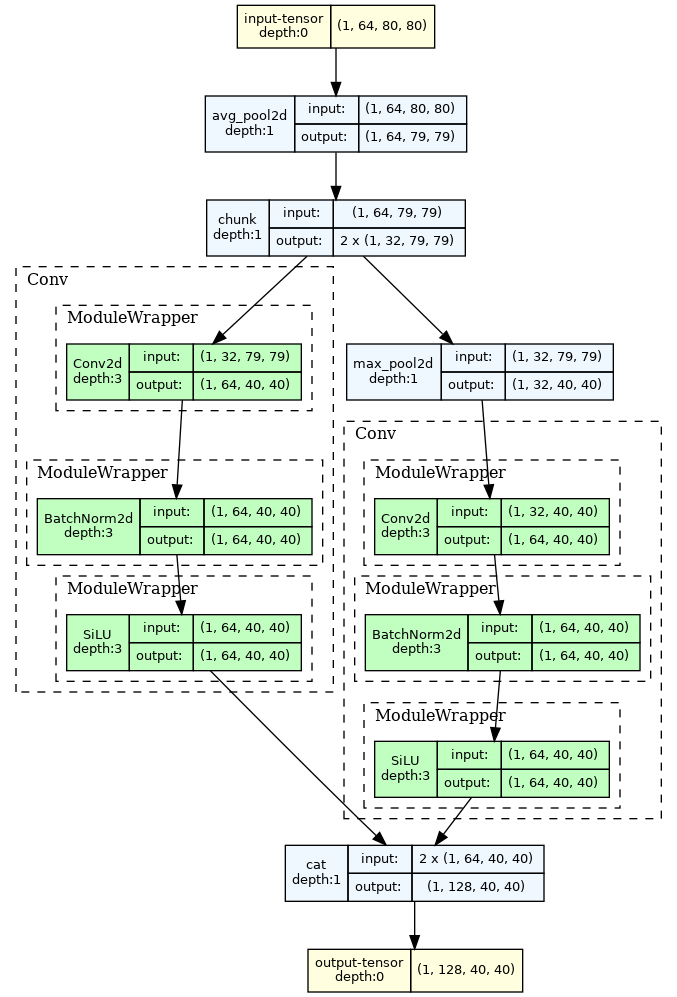 input-tensor
depth:0
(1, 64, 80, 80)
avg_pool2d
depth:1
input:
(1, 64, 80, 80)
output:
(1, 64, 79, 79)
chunk
depth:1
input:
(1, 64, 79, 79)
output:
2 x (1, 32, 79, 79)
Conv
ModuleWrapper
Conv2d
depth:3
input:
(1, 32, 79, 79)
output:
(1, 64, 40, 40)
max_pool2d
depth:1
input:
(1, 32, 79, 79)
output:
(1, 32, 40, 40)
ModuleWrapper
BatchNorm2d
depth:3
input:
(1, 64, 40, 40)
output:
(1, 64, 40, 40)
ModuleWrapper
SiLU
depth:3
input:
(1, 64, 40, 40)
output:
(1, 64, 40, 40)
Conv
ModuleWrapper
Conv2d
depth:3
input:
(1, 32, 40, 40)
output:
(1, 64, 40, 40)
ModuleWrapper
BatchNorm2d
depth:3
input:
(1, 64, 40, 40)
output:
(1, 64, 40, 40)
ModuleWrapper
SiLU
depth:3
input:
(1, 64, 40, 40)
output:
(1, 64, 40, 40)
cat
depth:1
input:
2 x (1, 64, 40, 40)
output:
(1, 128, 40, 40)
output-tensor
depth:0
(1, 128, 40, 40)